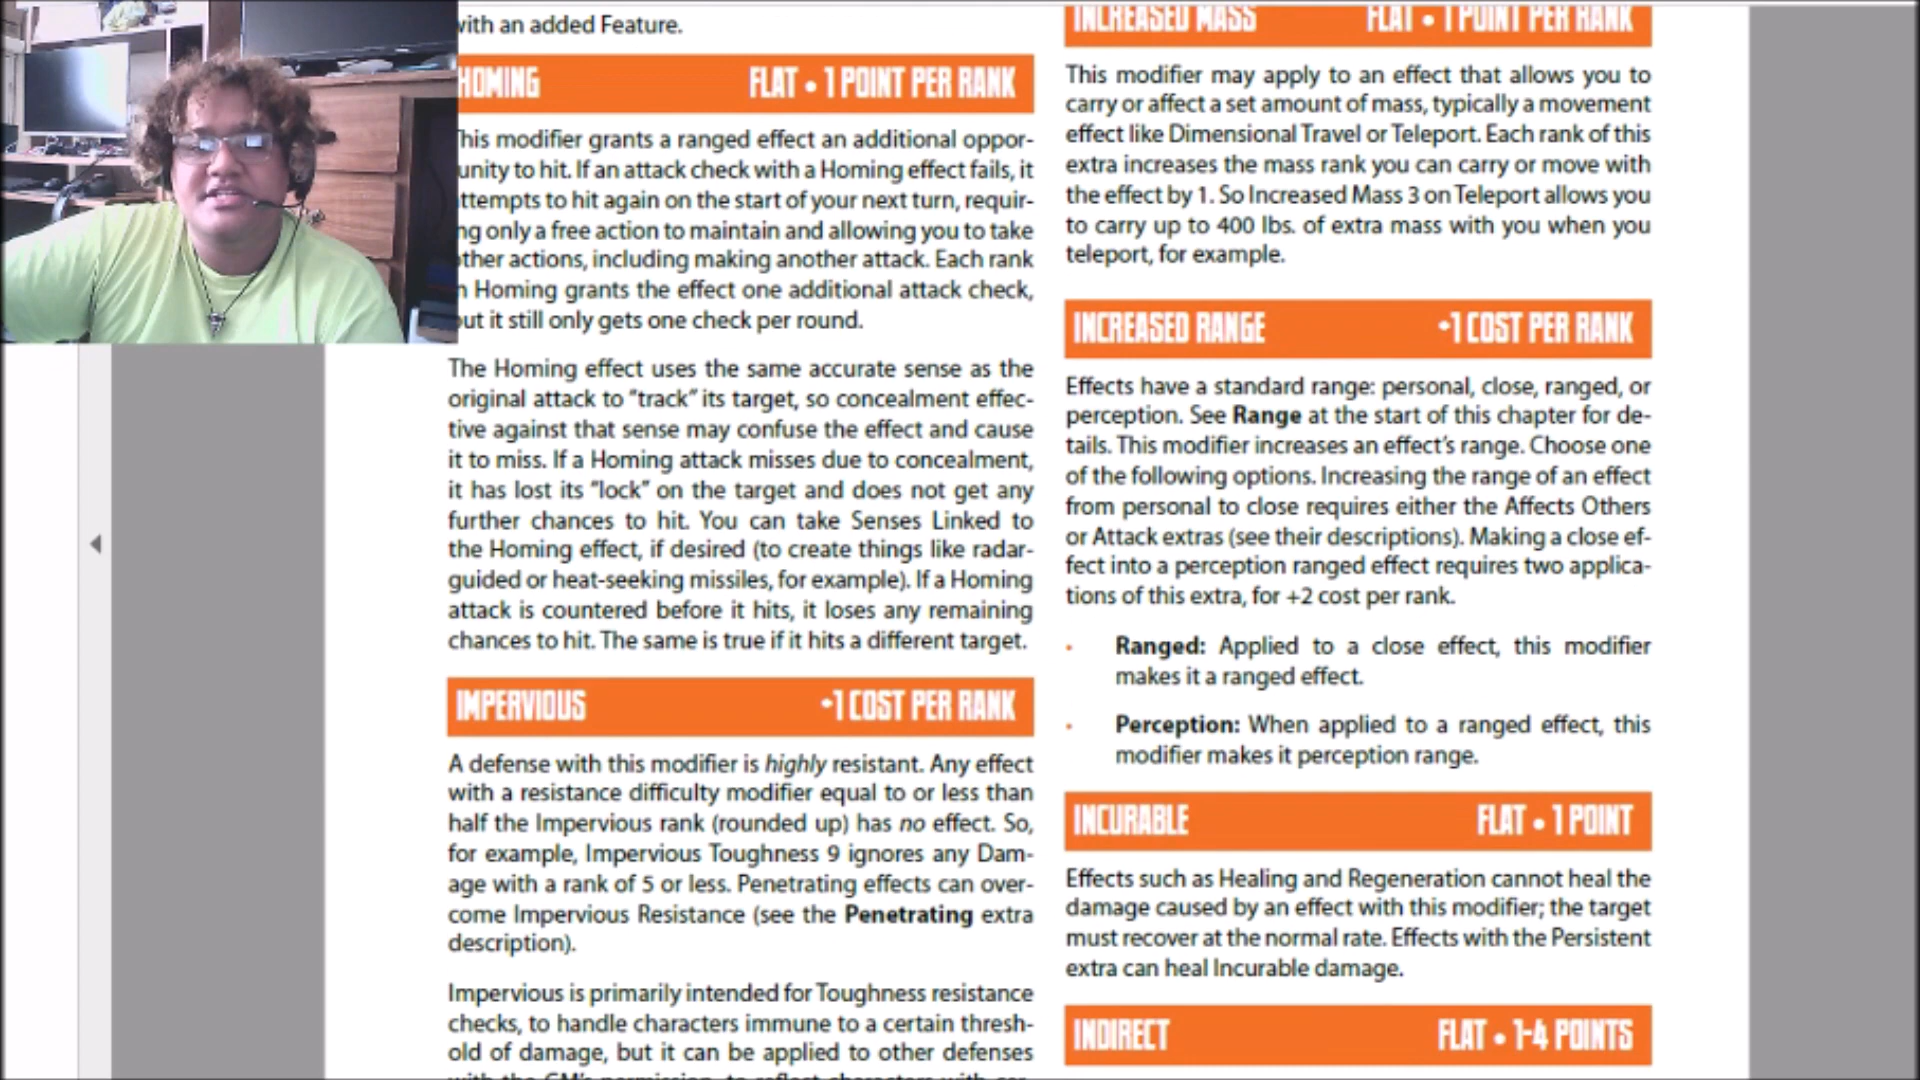 with an added Feature.
HOMING FLAT • 1 POINT PER RANK
This modifier grants a ranged effect an additional oppor-
unity to hit. If an attack check with a Homing effect fails, it
attempts to hit again on the start of your next turn, requir-
ng only a free action to maintain and allowing you to take
other actions, including making another attack. Each rank
n Homing grants the effect one additional attack check,
but it still only gets one check per round.
The Homing effect uses the same accurate sense as the
original attack to "track" its target, so concealment effec-
tive against that sense may confuse the effect and cause
it to miss. If a Homing attack misses due to concealment,
it has lost its "lock" on the target and does not get any
further chances to hit. You can take Senses Linked to
the Homing effect, if desired (to create things like radar-
guided or heat-seeking missiles, for example). If a Homing
attack is countered before it hits, it loses any remaining
chances to hit. The same is true if it hits a different target.
IMPERVIOUS +1 COST PER RANK
A defense with this modifier is highly resistant. Any effect
with a resistance difficulty modifier equal to or less than
half the Impervious rank (rounded up) has no effect. So,
for example, Impervious Toughness 9 ignores any Dam-
age with a rank of 5 or less. Penetrating effects can over-
come Impervious Resistance (see the Penetrating extra
description).
Impervious is primarily intended for Toughness resistance
checks, to handle characters immune to a certain thresh-
old of damage, but it can be applied to other defenses
with the GM's permission, to reflect characters with
INCREASED MASS FLAT • 1 POINT PER RANK
This modifier may apply to an effect that allows you to
carry or affect a set amount of mass, typically a movement
effect like Dimensional Travel or Teleport. Each rank of this
extra increases the mass rank you can carry or move with
the effect by 1. So Increased Mass 3 on Teleport allows you
to carry up to 400 lbs. of extra mass with you when you
teleport, for example.
INCREASED RANGE +1 COST PER RANK
Effects have a standard range: personal, close, ranged, or
perception. See Range at the start of this chapter for de-
tails. This modifier increases an effect's range. Choose one
of the following options. Increasing the range of an effect
from personal to close requires either the Affects Others
or Attack extras (see their descriptions). Making a close ef-
fect into a perception ranged effect requires two applica-
tions of this extra, for +2 cost per rank.
• Ranged: Applied to a close effect, this modifier
makes it a ranged effect.
• Perception: When applied to a ranged effect, this
modifier makes it perception range.
INCURABLE FLAT • 1 POINT
Effects such as Healing and Regeneration cannot heal the
damage caused by an effect with this modifier; the target
must recover at the normal rate. Effects with the Persistent
extra can heal Incurable damage.
INDIRECT FLAT • 1-4 POINTS